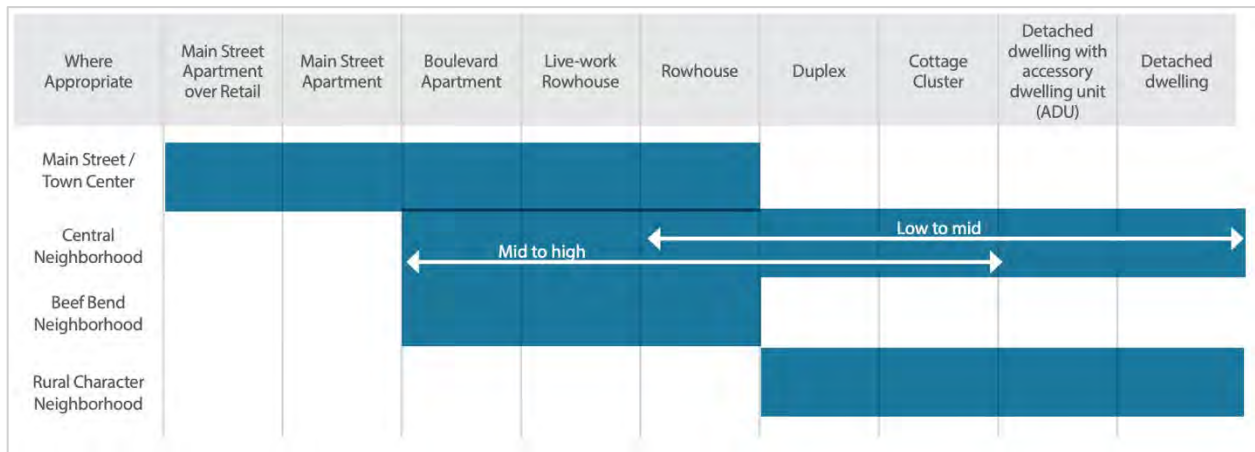 Where
Appropriate
Main Street
Apartment
over Retail
Main Street
Apartment
Boulevard
Apartment
Live-work
Rowhouse
Rowhouse
Duplex
Cottage
Cluster
Detached
dwelling with
accessory
dwelling unit
(ADU)
Detached
dwelling
Main Street /
Town Center
Central
Neighborhood
Low to mid
Mid to high
Beef Bend
Neighborhood
Rural Character
Neighborhood